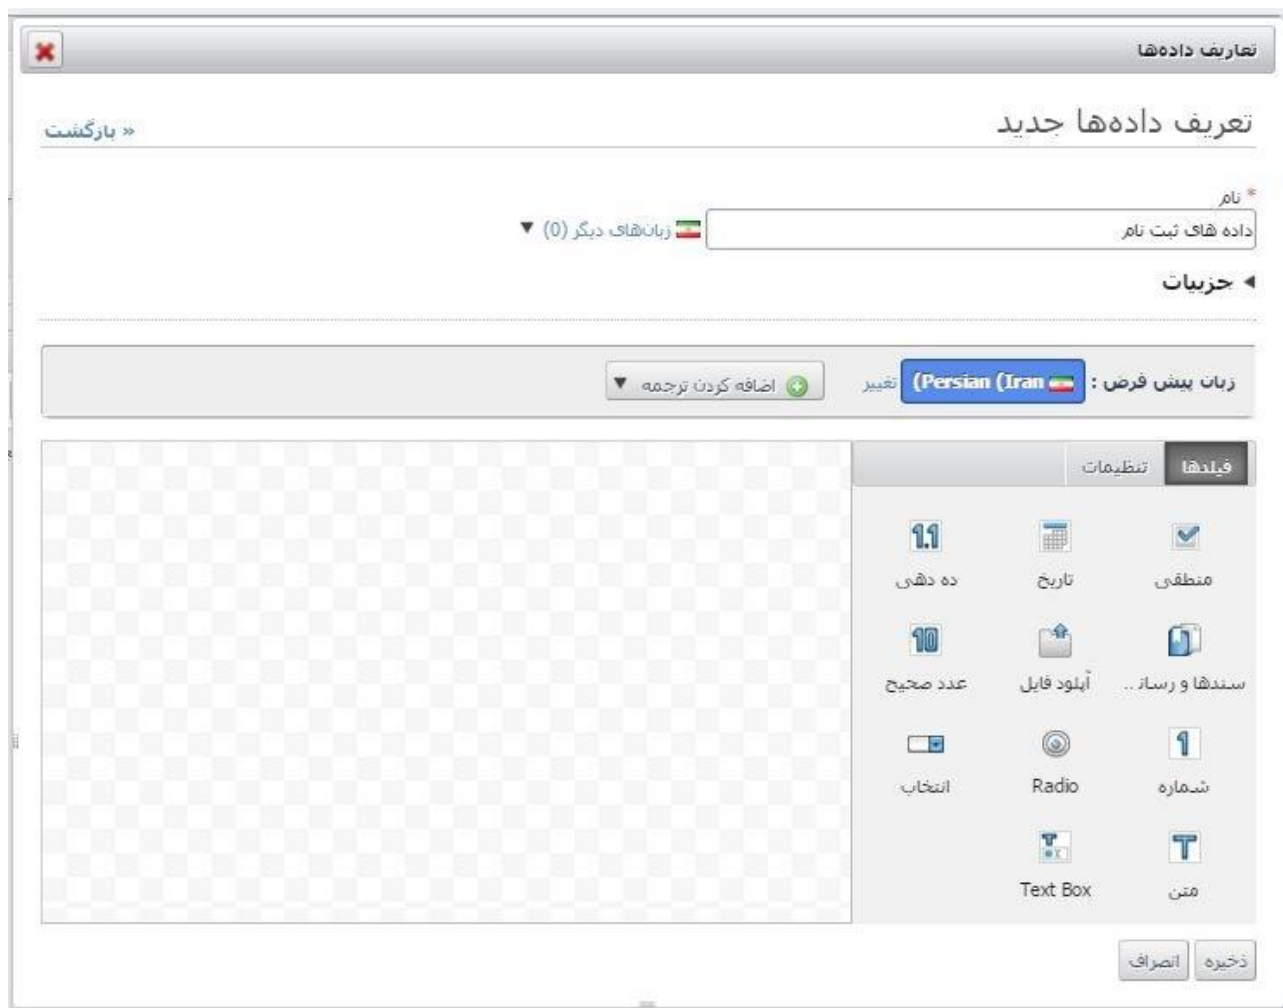 تعاریف داده‌ها
تعریف داده‌ها جدید
« بازگشت
* نام
داده های ثبت نام
زبان‌های دیگر (0) ▼
جزییات
زبان پیش فرض : (Persian (Iran تغییر اضافه کردن ترجمه ▼
فیلدها تنظیمات
منطقی تاریخ ده دهی
سندها و رسانـ... آپلود فایل عدد صحیح
شماره Radio انتخاب
متن Text Box
ذخیره انصراف